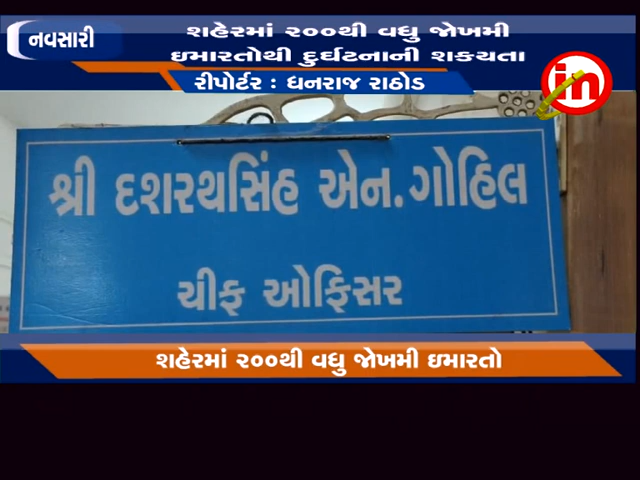 નવસારી
શહેરમાં ૨૦૦થી વધુ જોખમી
ઇમારતોથી દુર્ઘટનાની શકયતા
રીપોર્ટર : ધનરાજ રાઠોડ
in
શ્રી દશરથસિંહ એન. ગોહિલ
ચીફ ઓફિસર
શહેરમાં ૨૦૦થી વધુ જોખમી ઇમારતો